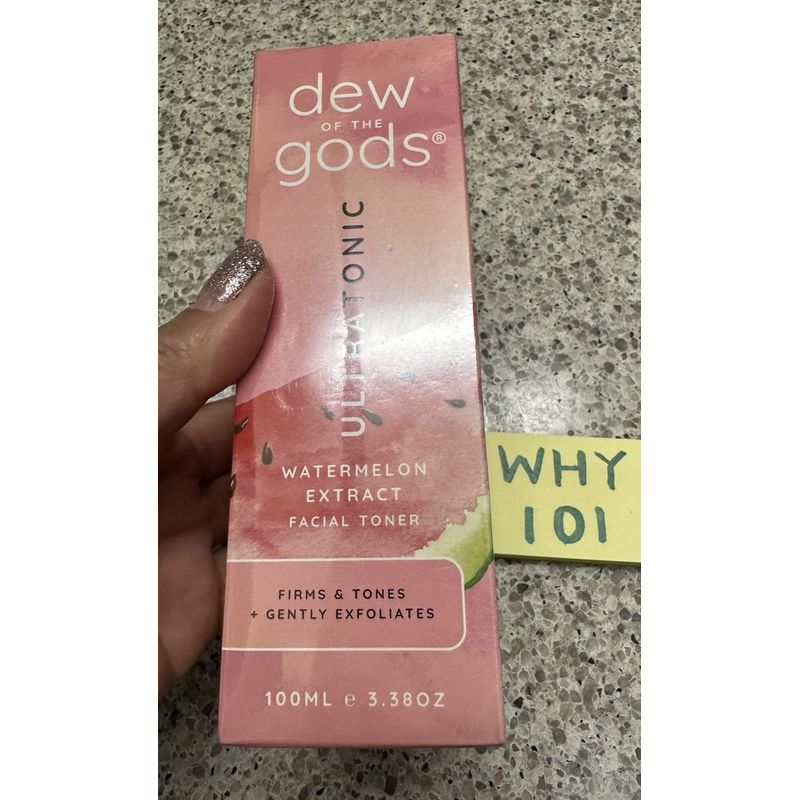 dew
OF THE
gods®
ULTRATONIC
WATERMELON
EXTRACT
FACIAL TONER
FIRMS & TONES
+ GENTLY EXFOLIATES
100ML ℮ 3.38OZ
WHY
101